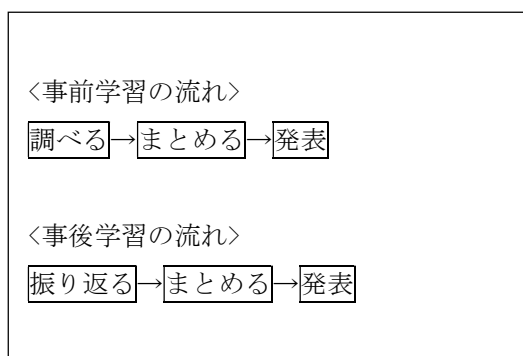 <事前学習の流れ>
調べる→まとめる→発表
<事後学習の流れ>
振り返る→まとめる→発表